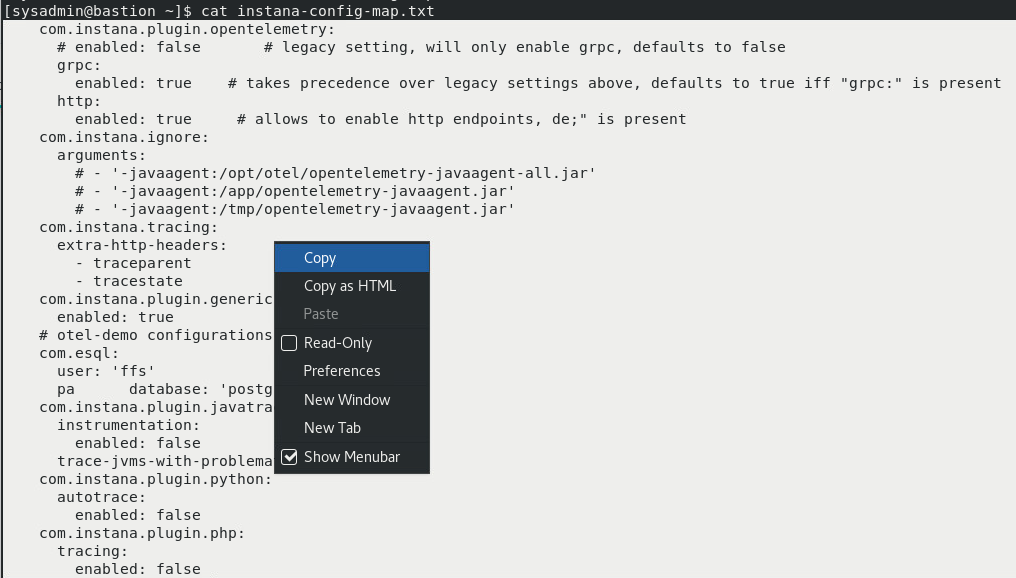 [sysadmin@bastion ~]$ cat instana-config-map.txt
com.instana.plugin.opentelemetry:
# enabled: false       # legacy setting, will only enable grpc, defaults to false
grpc:
enabled: true    # takes precedence over legacy settings above, defaults to true iff "grpc:" is present
http:
enabled: true     # allows to enable http endpoints, de;" is present
com.instana.ignore:
arguments:
# - '-javaagent:/opt/otel/opentelemetry-javaagent-all.jar'
# - '-javaagent:/app/opentelemetry-javaagent.jar'
# - '-javaagent:/tmp/opentelemetry-javaagent.jar'
com.instana.tracing:
extra-http-headers:
- traceparent
- tracestate
com.instana.plugin.generic
enabled: true
# otel-demo configurations
com.esql:
user: 'ffs'
pa      database: 'postg
com.instana.plugin.javatra
instrumentation:
enabled: false
trace-jvms-with-problema
com.instana.plugin.python:
autotrace:
enabled: false
com.instana.plugin.php:
tracing:
enabled: false
Copy
Copy as HTML
Paste
Read-Only
Preferences
New Window
New Tab
Show Menubar